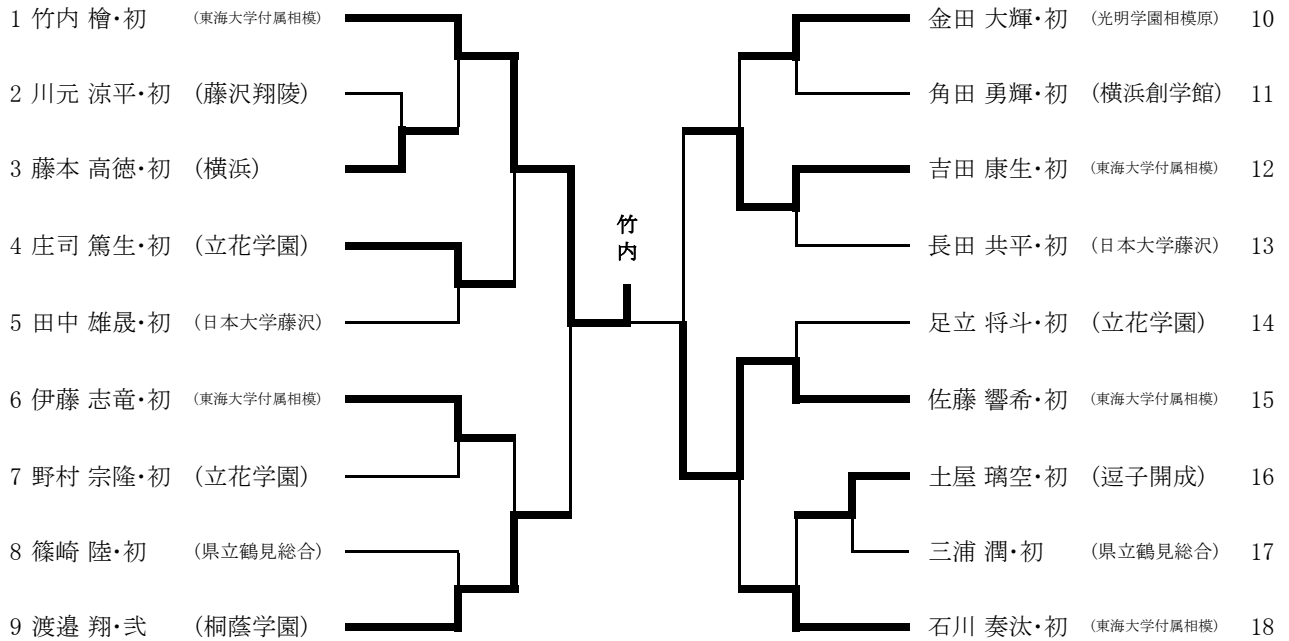 1 竹内 檜・初 (東海大学付属相模)
2 川元 涼平・初 (藤沢翔陵)
3 藤本 高徳・初 (横浜)
4 庄司 篤生・初 (立花学園)
5 田中 雄晟・初 (日本大学藤沢)
6 伊藤 志竜・初 (東海大学付属相模)
7 野村 宗隆・初 (立花学園)
8 篠崎 陸・初 (県立鶴見総合)
9 渡邉 翔・弐 (桐蔭学園)
竹内
金田 大輝・初 (光明学園相模原) 10
角田 勇輝・初 (横浜創学館) 11
吉田 康生・初 (東海大学付属相模) 12
長田 共平・初 (日本大学藤沢) 13
足立 将斗・初 (立花学園) 14
佐藤 響希・初 (東海大学付属相模) 15
土屋 璃空・初 (逗子開成) 16
三浦 潤・初 (県立鶴見総合) 17
石川 奏汰・初 (東海大学付属相模) 18